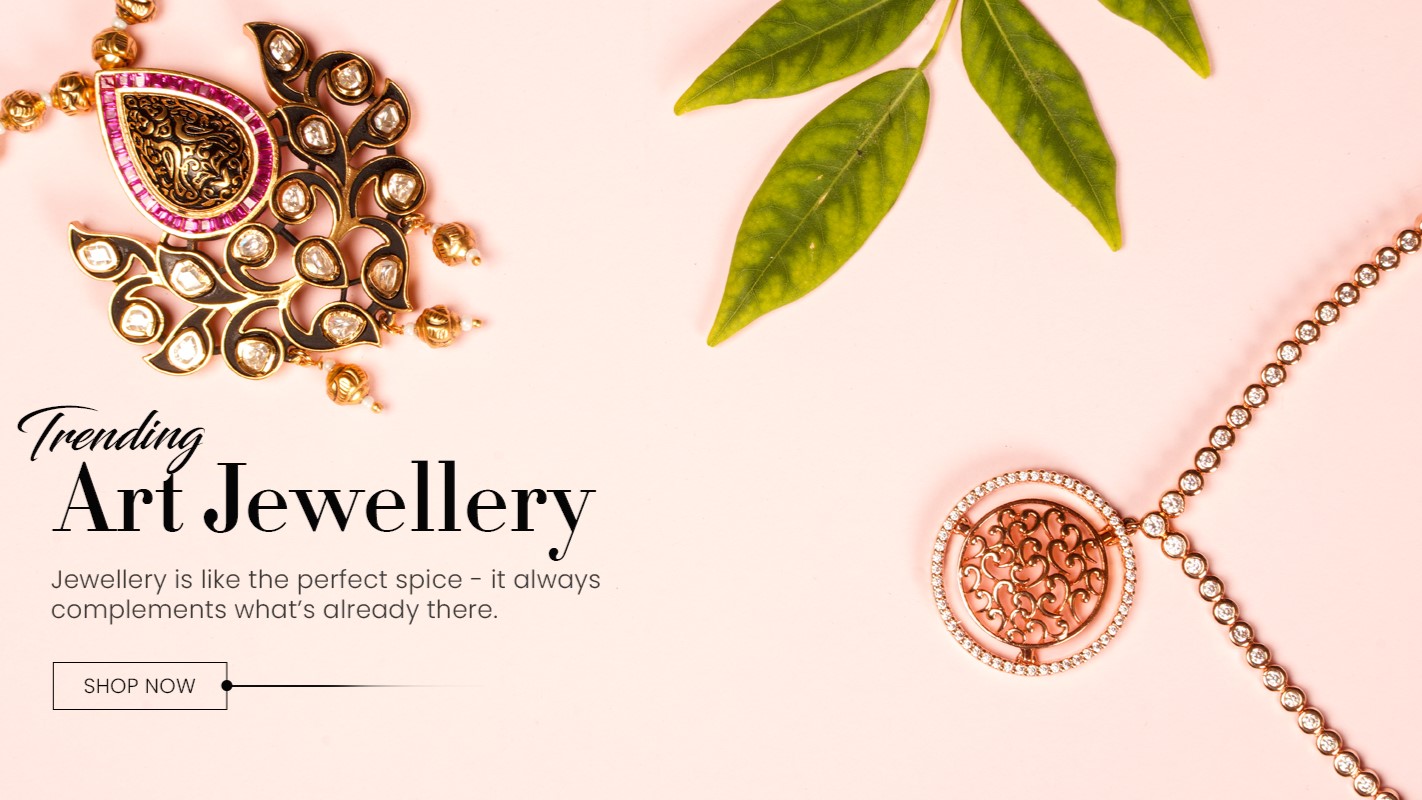 Trending
Art Jewellery
Jewellery is like the perfect spice - it always
complements what's already there.
SHOP NOW